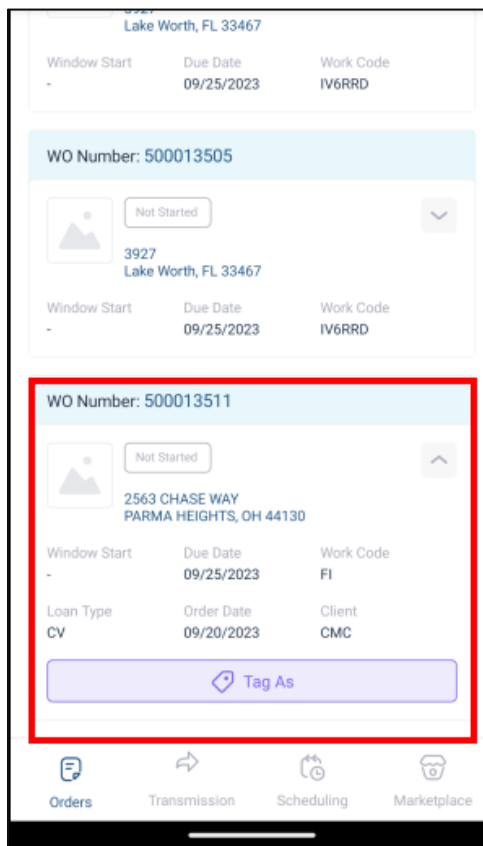 Lake Worth, FL 33467
Window Start Due Date Work Code
- 09/25/2023 IV6RRD
WO Number: 500013505
Not Started
3927
Lake Worth, FL 33467
Window Start Due Date Work Code
- 09/25/2023 IV6RRD
WO Number: 500013511
Not Started
2563 CHASE WAY
PARMA HEIGHTS, OH 44130
Window Start Due Date Work Code
- 09/25/2023 FI
Loan Type Order Date Client
CV 09/20/2023 CMC
Tag As
Orders Transmission Scheduling Marketplace